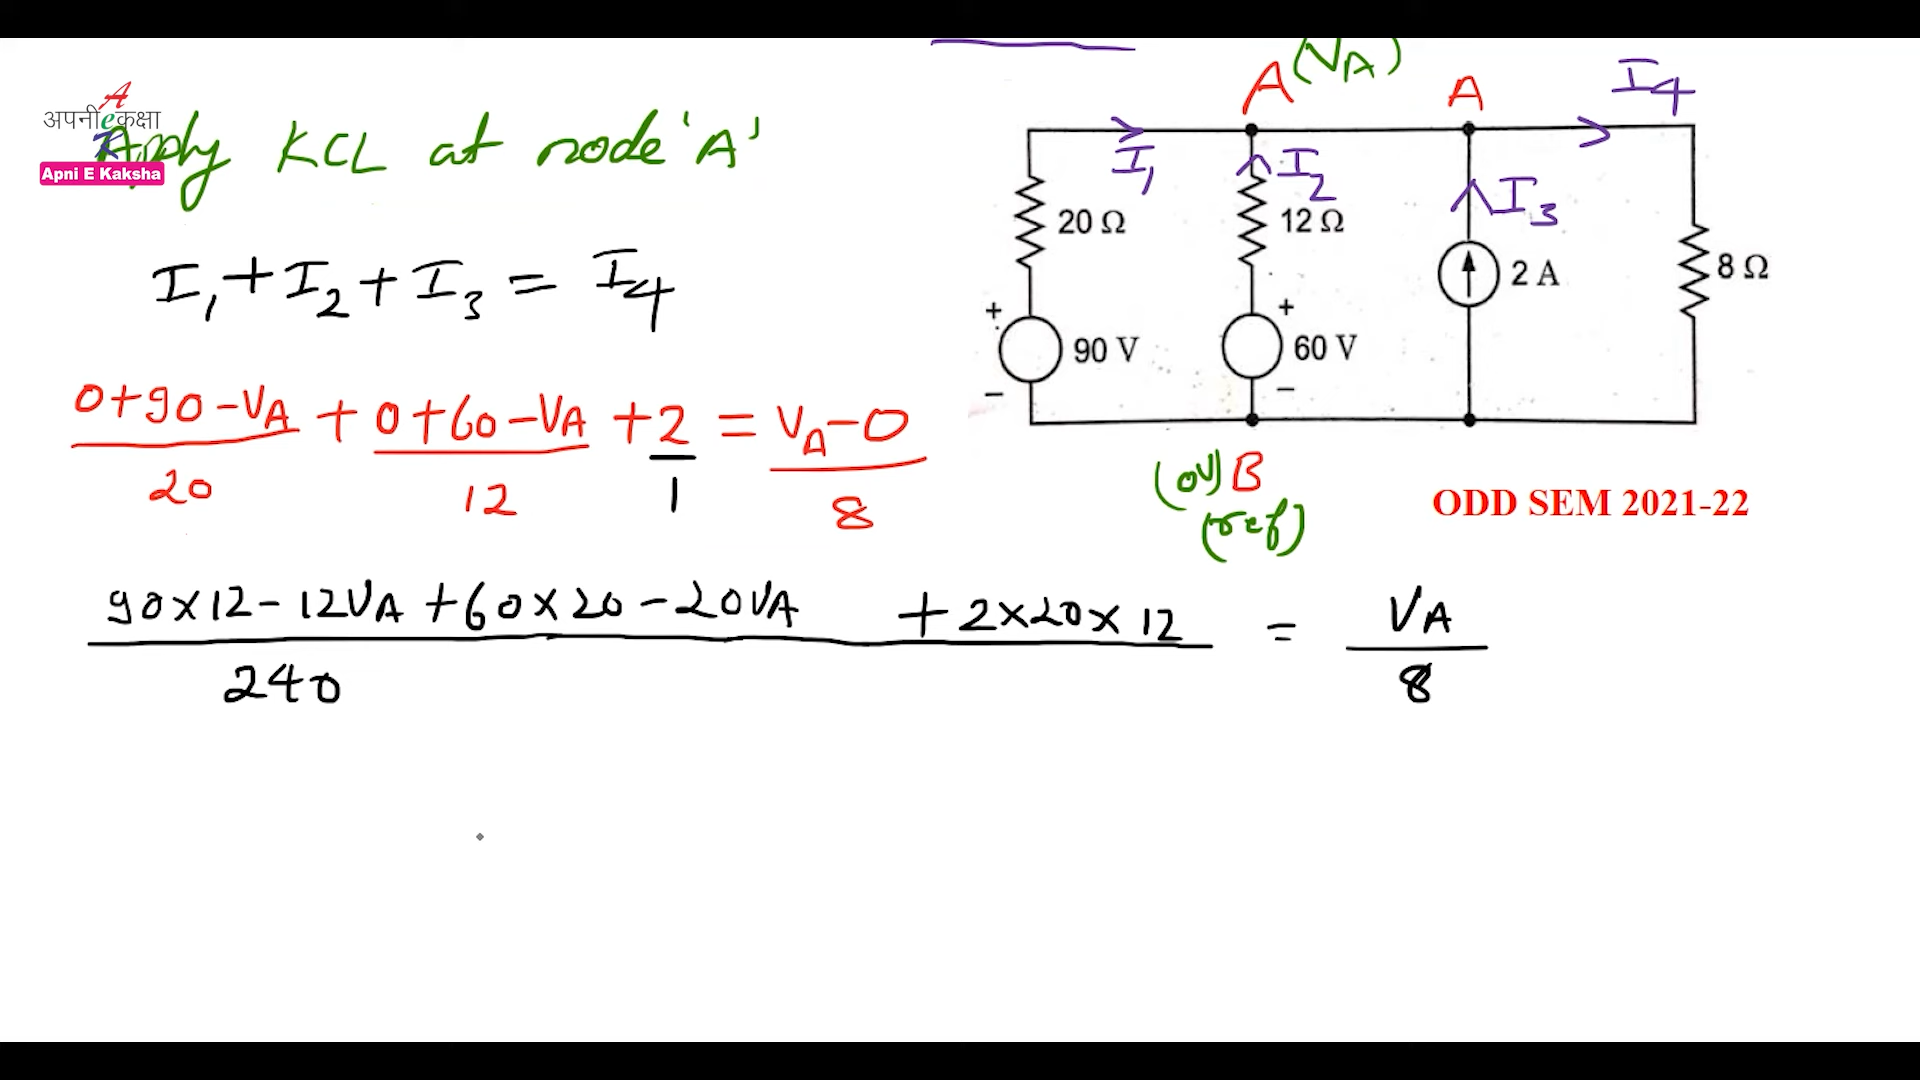 अपनी e कक्षा
Apni E Kaksha
Apply KCL at node 'A'
I₁ + I₂ + I₃ = I₄
0+90-VA + 0+60-VA + 2 = VA-0
20 12 1 8
90×12-12VA+60×20-20VA +2×20×12 = VA
240 8
A (VA) A I₄
I₁ I₂ I₃
20 Ω 12 Ω 2 A 8 Ω
+ 90 V - + 60 V -
(0V) B
(ref)
ODD SEM 2021-22